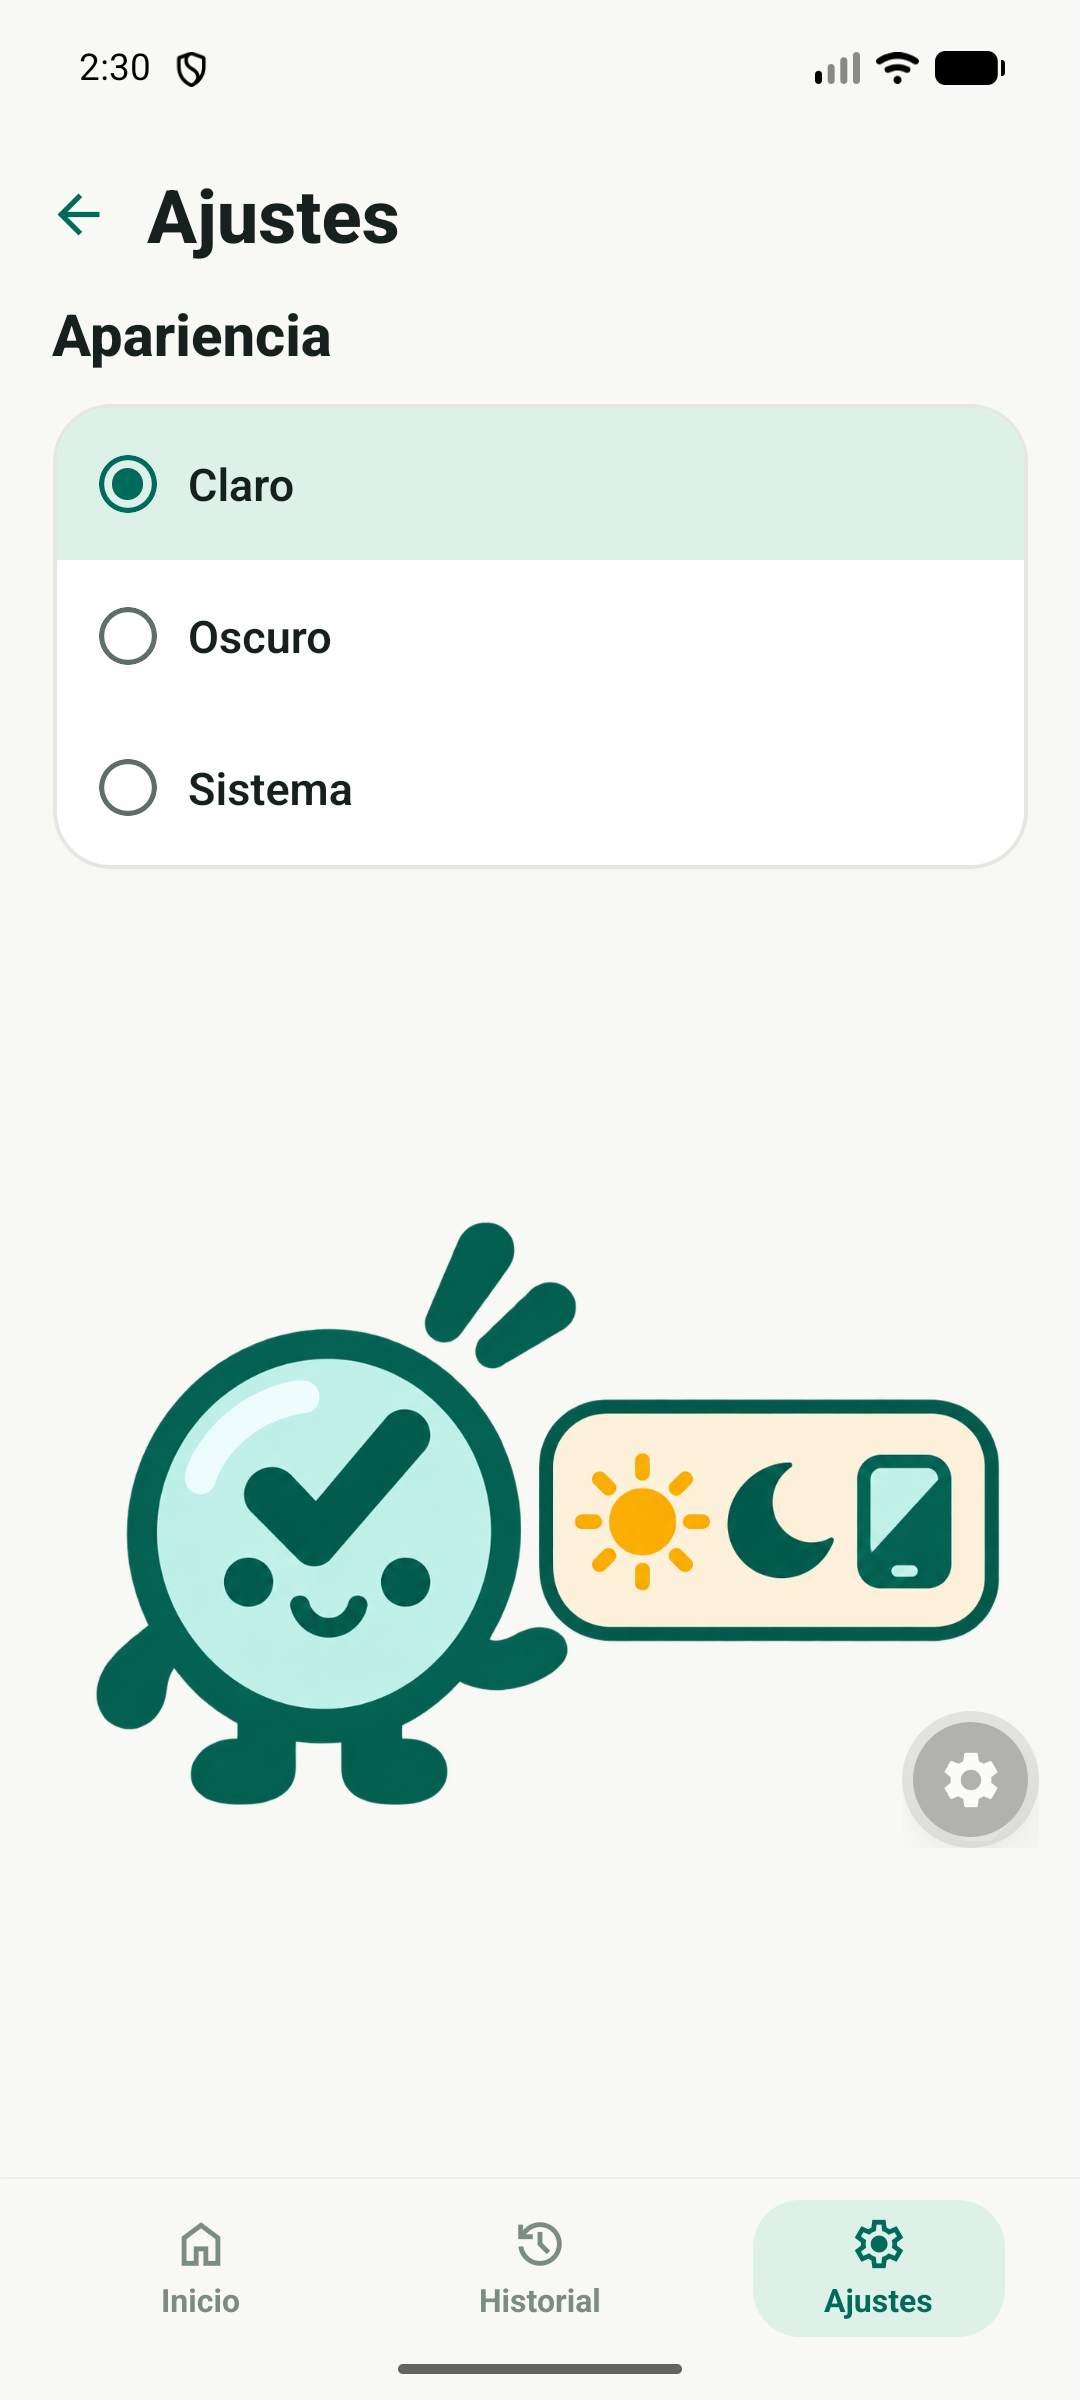 2:30
Ajustes
Apariencia
Claro
Oscuro
Sistema
Inicio
Historial
Ajustes